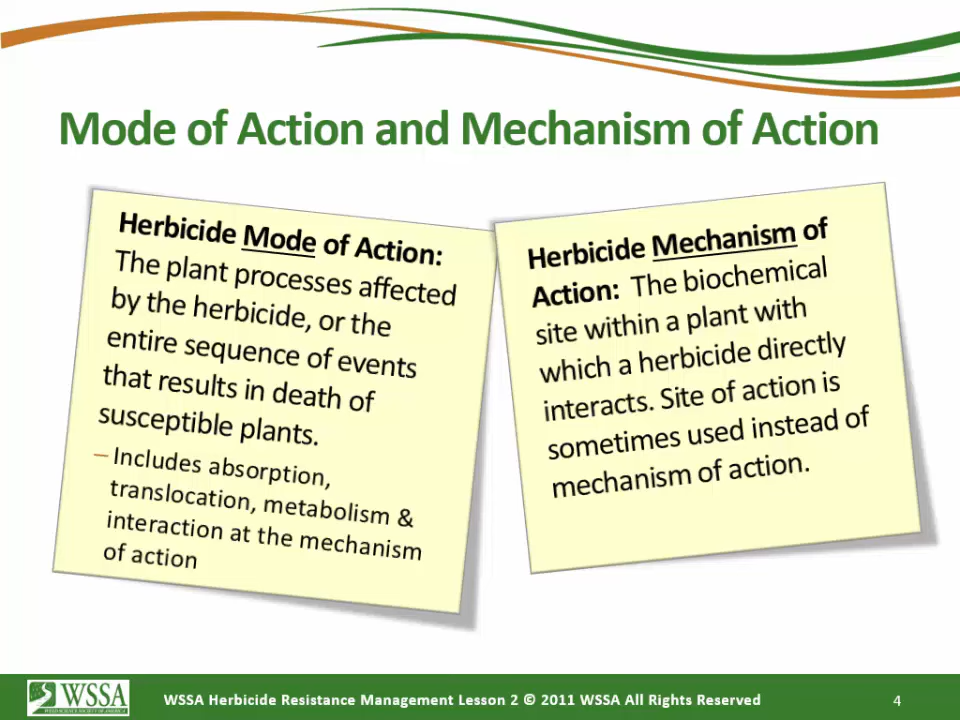 Mode of Action and Mechanism of Action
Herbicide Mode of Action:
The plant processes affected
by the herbicide, or the
entire sequence of events
that results in death of
susceptible plants.
– Includes absorption,
translocation, metabolism &
interaction at the mechanism
of action
Herbicide Mechanism of
Action: The biochemical
site within a plant with
which a herbicide directly
interacts. Site of action is
sometimes used instead of
mechanism of action.
WSSA
WSSA Herbicide Resistance Management Lesson 2 © 2011 WSSA All Rights Reserved
4